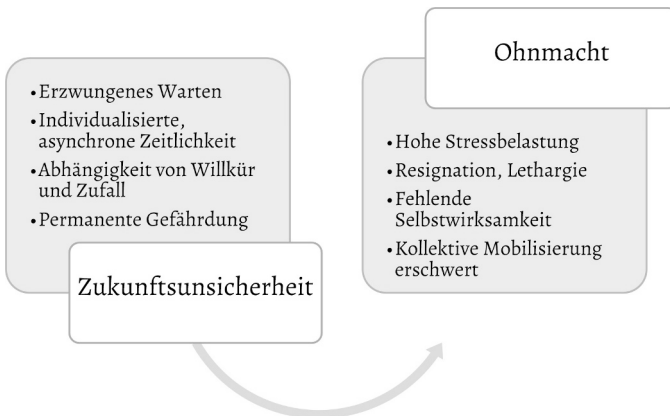 •Erzwungenes Warten
•Individualisierte,
asynchrone Zeitlichkeit
•Abhängigkeit von Willkür
und Zufall
•Permanente Gefährdung
Zukunftsunsicherheit
Ohnmacht
•Hohe Stressbelastung
•Resignation, Lethargie
•Fehlende
Selbstwirksamkeit
•Kollektive Mobilisierung
erschwert